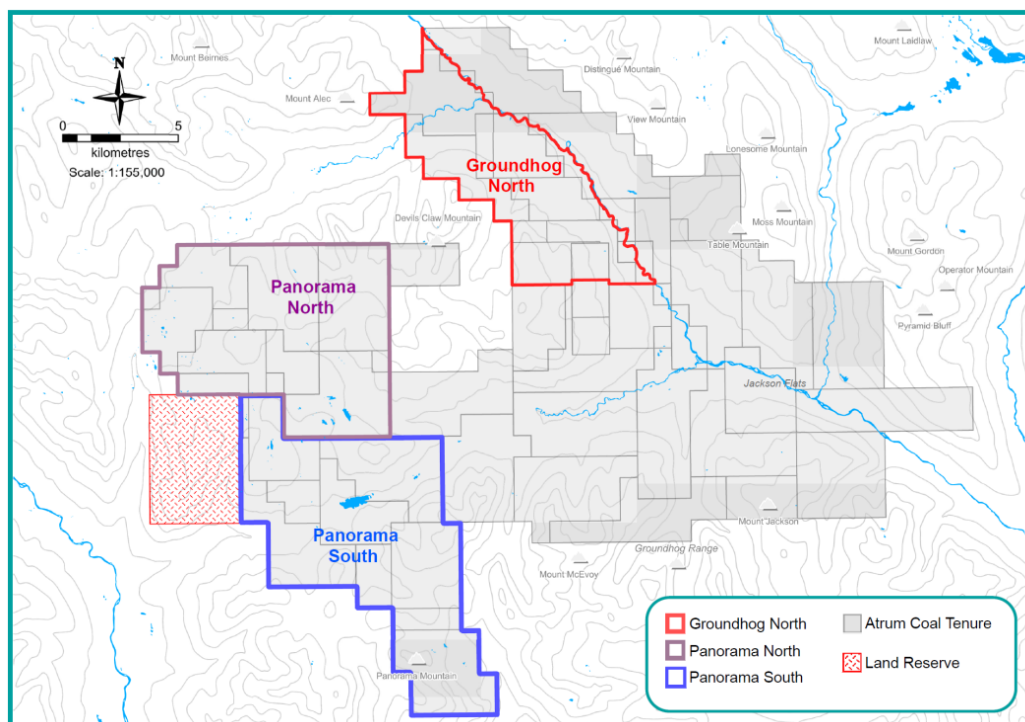 Mount Beirnes
Mount Laidlaw
Distingué Mountain
N
Mount Alec
View Mountain
0 5
kilometres
Scale: 1:155,000
Lonesome Mountain
Groundhog
North
Devils Claw Mountain
Moss Mountain
Table Mountain
Mount Gordon
Operator Mountain
Panorama
North
Pyramid Bluff
Jackson Flats
Mount Jackson
Panorama
South
Groundhog Range
Mount McEvoy
Panorama Mountain
Groundhog North
Panorama North
Panorama South
Atrum Coal Tenure
Land Reserve